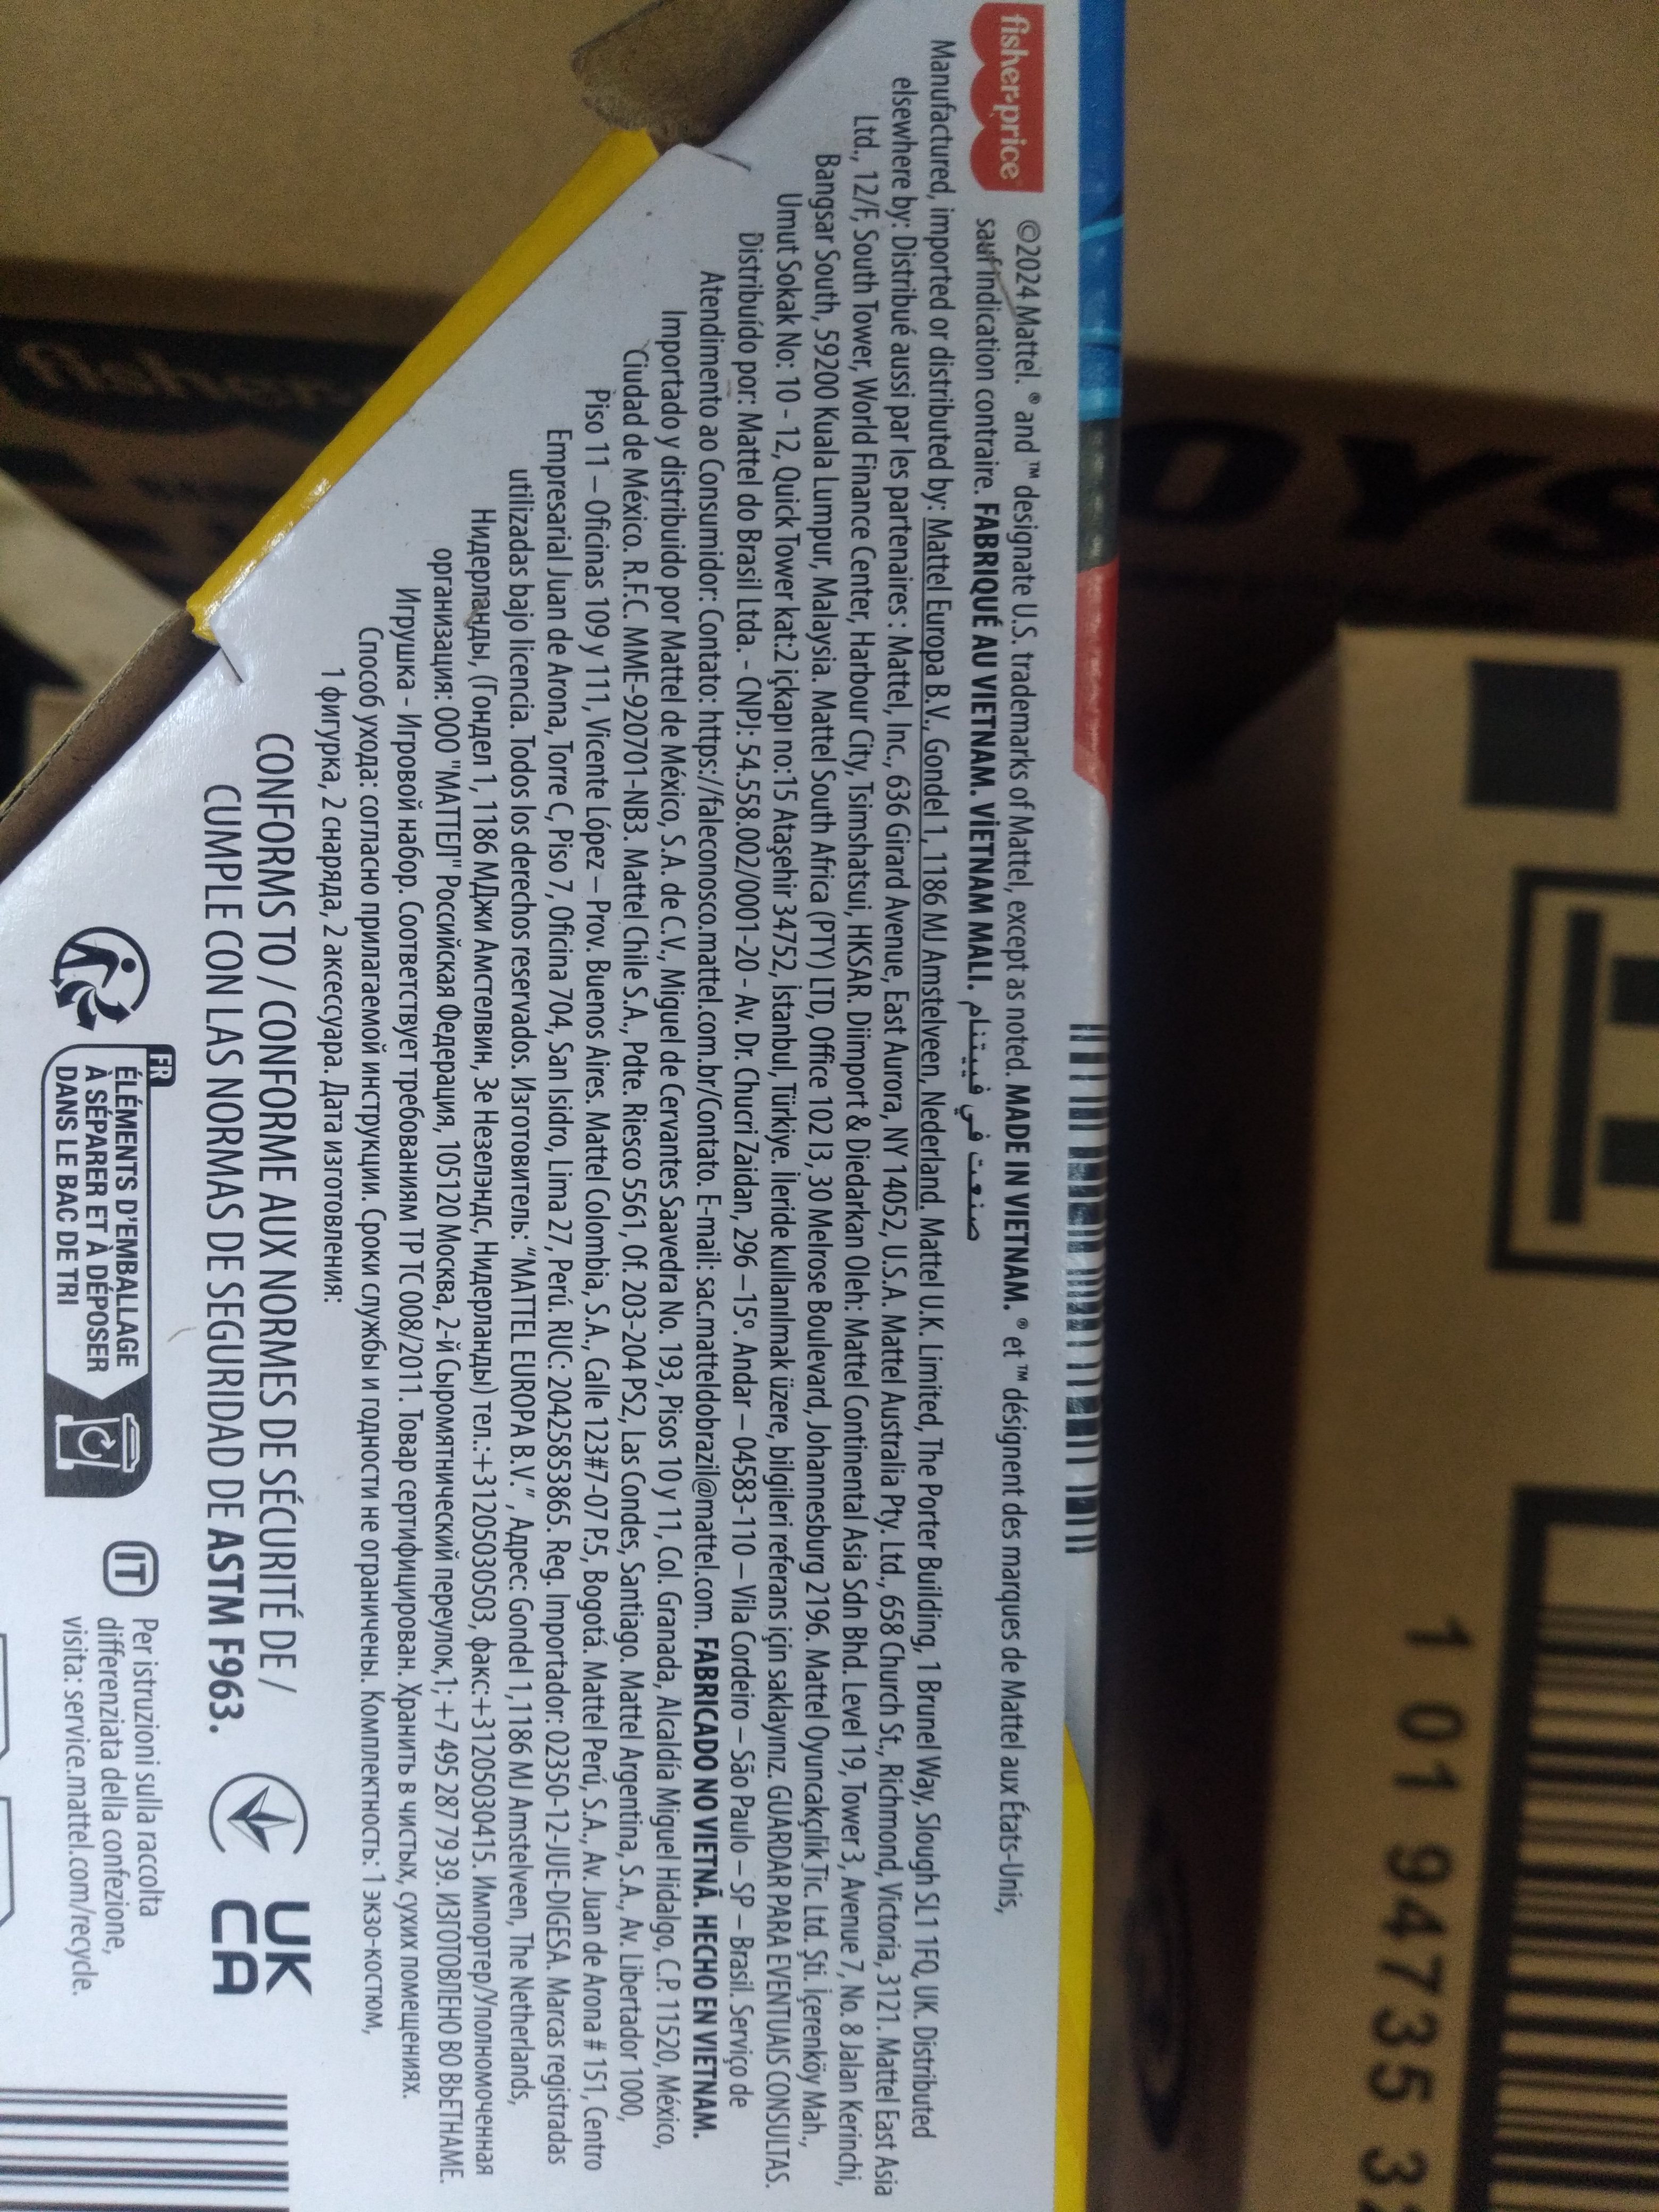 fisher-price
©2024 Mattel. ® and ™ designate U.S. trademarks of Mattel, except as noted. MADE IN VIETNAM. ® et ™ désignent des marques de Mattel aux États-Unis,
sauf indication contraire. FABRIQUÉ AU VIETNAM. VİETNAM MALI. صنعت في فييتنام
Manufactured, imported or distributed by: Mattel Europa B.V., Gondel 1, 1186 MJ Amstelveen, Nederland. Mattel U.K. Limited, The Porter Building, 1 Brunel Way, Slough SL1 1FQ, UK. Distributed
elsewhere by: Distribué aussi par les partenaires : Mattel, Inc., 636 Girard Avenue, East Aurora, NY 14052, U.S.A. Mattel Australia Pty. Ltd., 658 Church St., Richmond, Victoria, 3121. Mattel East Asia
Ltd., 12/F, South Tower, World Finance Center, Harbour City, Tsimshatsui, HKSAR. Diimport & Diedarkan Oleh: Mattel Continental Asia Sdn Bhd. Level 19, Tower 3, Avenue 7, No. 8 Jalan Kerinchi,
Bangsar South, 59200 Kuala Lumpur, Malaysia. Mattel South Africa (PTY) LTD, Office 102 I3, 30 Melrose Boulevard, Johannesburg 2196. Mattel Oyuncakçılık Tic. Ltd. Şti. İçerenköy Mah.,
Umut Sokak No: 10 - 12, Quick Tower kat:2 içkapı no:15 Ataşehir 34752, İstanbul, Türkiye. İleride kullanılmak üzere, bilgileri referans için saklayınız. GUARDAR PARA EVENTUAIS CONSULTAS.
Distribuído por: Mattel do Brasil Ltda. - CNPJ: 54.558.002/0001-20 - Av. Dr. Chucri Zaidan, 296 – 15º. Andar – 04583-110 – Vila Cordeiro – São Paulo – SP – Brasil. Serviço de
Atendimento ao Consumidor: Contato: https://faleconosco.mattel.com.br/Contato. E-mail: sac.matteldobrazil@mattel.com. FABRICADO NO VIETNÃ. HECHO EN VIETNAM.
Importado y distribuido por Mattel de México, S.A. de C.V., Miguel de Cervantes Saavedra No. 193, Pisos 10 y 11, Col. Granada, Alcaldía Miguel Hidalgo, C.P. 11520, México,
Ciudad de México. R.F.C. MME-920701-NB3. Mattel Chile S.A., Pdte. Riesco 5561, Of. 203-204 PS2, Las Condes, Santiago. Mattel Argentina, S.A., Av. Libertador 1000,
Piso 11 – Oficinas 109 y 111, Vicente López – Prov. Buenos Aires. Mattel Colombia, S.A., Calle 123#7-07 P.5, Bogotá. Mattel Perú, S.A., Av. Juan de Arona # 151, Centro
Empresarial Juan de Arona, Torre C, Piso 7, Oficina 704, San Isidro, Lima 27, Perú. RUC: 20425853865. Reg. Importador: 02350-12-JUE-DIGESA. Marcas registradas
utilizadas bajo licencia. Todos los derechos reservados. Изготовитель: “MATTEL EUROPA B.V.” , Адрес: Gondel 1, 1186 MJ Amstelveen, The Netherlands,
Нидерланды, (Гондел 1, 1186 МДжи Амстелвин, Зе Незелэндс, Нидерланды) тел.:+31205030503, факс:+31205030415. Импортер/Уполномоченная
организация: ООО "МАТТЕЛ" Российская Федерация, 105120 Москва, 2-й Сыромятнический переулок,1; +7 495 287 79 39. ИЗГОТОВЛЕНО ВО ВЬЕТНАМЕ.
Игрушка - Игровой набор. Соответствует требованиям ТР ТС 008/2011. Товар сертифицирован. Хранить в чистых, сухих помещениях.
Способ ухода: согласно прилагаемой инструкции. Сроки службы и годности не ограничены. Комплектность: 1 экзо-костюм,
1 фигурка, 2 снаряда, 2 аксессуара. Дата изготовления:
CONFORMS TO / CONFORME AUX NORMES DE SÉCURITÉ DE /
CUMPLE CON LAS NORMAS DE SEGURIDAD DE ASTM F963.
UK
CA
FR
ÉLÉMENTS D’EMBALLAGE
À SÉPARER ET À DÉPOSER
DANS LE BAC DE TRI
IT
Per istruzioni sulla raccolta
differenziata della confezione,
visita: service.mattel.com/recycle.
fisher
OYS
1 01 94735 32